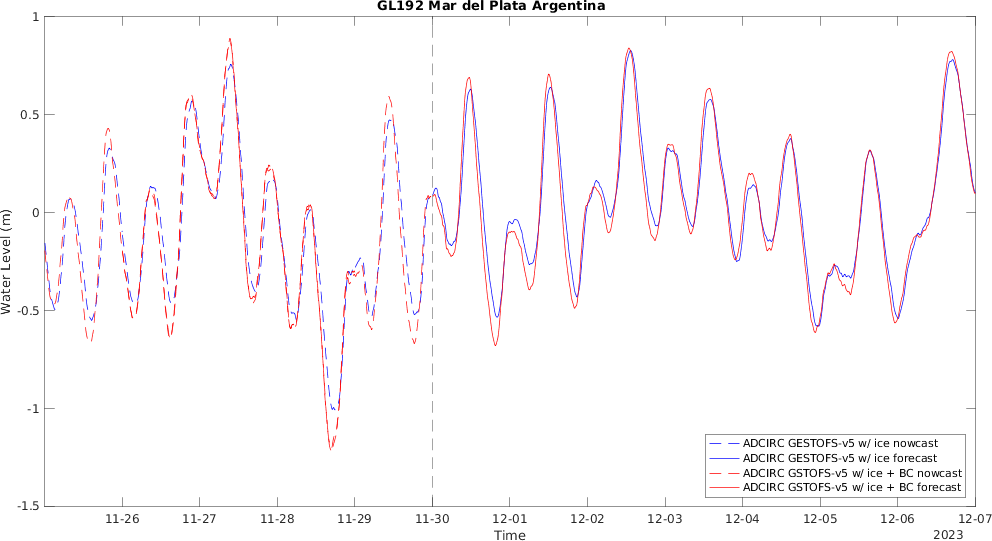 GL192 Mar del Plata Argentina
1
0.5
0
-0.5
-1
-1.5
Water Level (m)
ADCIRC GESTOFS-v5 w/ ice nowcast
ADCIRC GESTOFS-v5 w/ ice forecast
ADCIRC GSTOFS-v5 w/ ice + BC nowcast
ADCIRC GSTOFS-v5 w/ ice + BC forecast
11-26 11-27 11-28 11-29 11-30 12-01 12-02 12-03 12-04 12-05 12-06 12-07
Time
2023